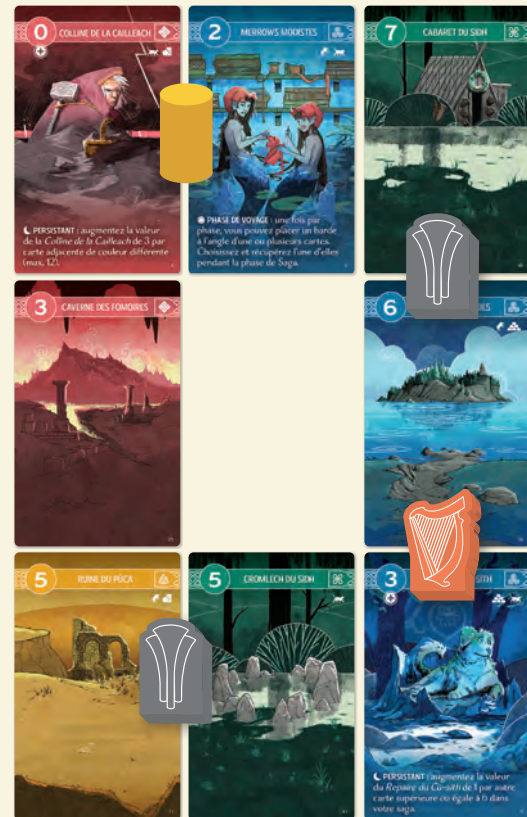 0 COLLINE DE LA CAILLEACH
2 MERROWS MODISTES
7 CABARET DU SIDH
PERSISTANT : augmentez la valeur
de la Colline de la Cailleach de 3 par
carte adjacente de couleur différente
(max. 12).
PHASE DE VOYAGE : une fois par
phase, vous pouvez placer un barde
à l'angle d'une ou plusieurs cartes.
Choisissez et récupérez l'une d'elles
pendant la phase de Saga.
3 CAVERNE DES FOMOIRES
6
5 RUINE DU PÚCA
5 CROMLECH DU SIDH
3
PERSISTANT : augmentez la valeur
du Repaire du Cu-sith de 1 par autre
carte supérieure ou égale à 5 dans
votre saga.